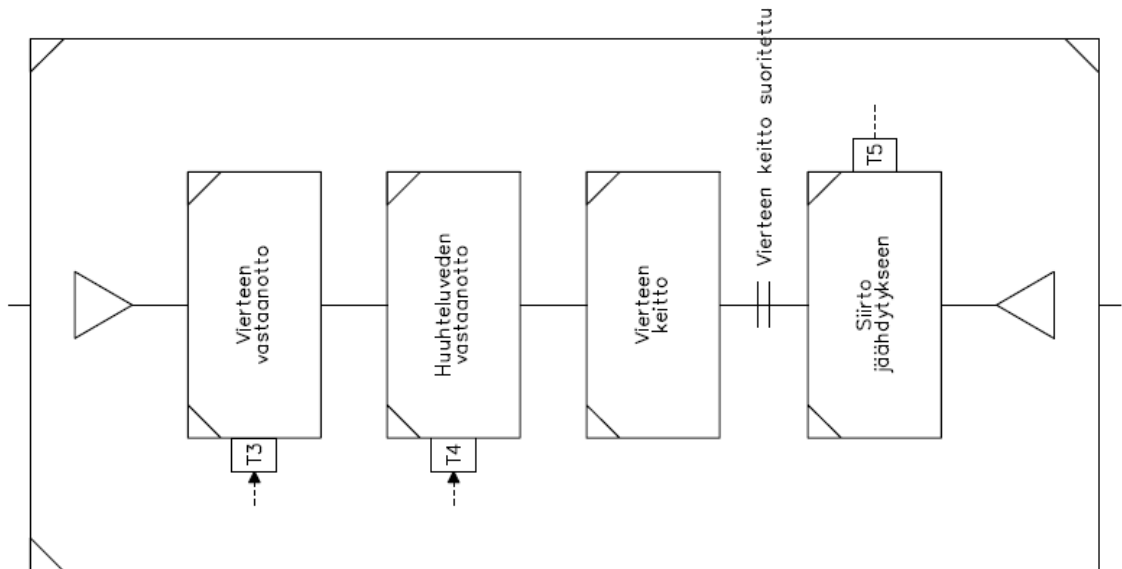 Vierteen
vastaanotto
T3
Huuhteluveden
vastaanotto
T4
Vierteen
keitto
Vierteen keitto suoritettu
Siirto
jäähdytykseen
T5